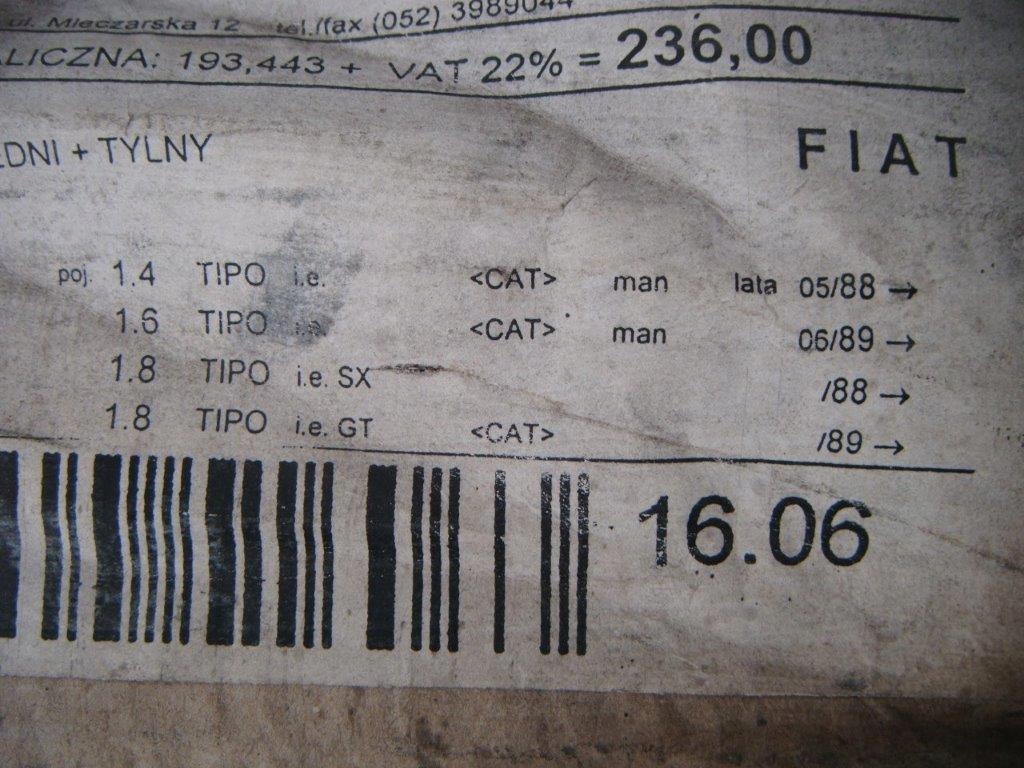 ul. Mleczarska 12 tel./fax (052) 3989044
LICZNA: 193,443 + VAT 22% = 236,00
EDNI + TYLNY FIAT
poj. 1.4 TIPO i.e. <CAT> man lata 05/88 →
1.6 TIPO i.e. <CAT> man 06/89 →
1.8 TIPO i.e. SX /88 →
1.8 TIPO i.e. GT <CAT> /89 →
16.06